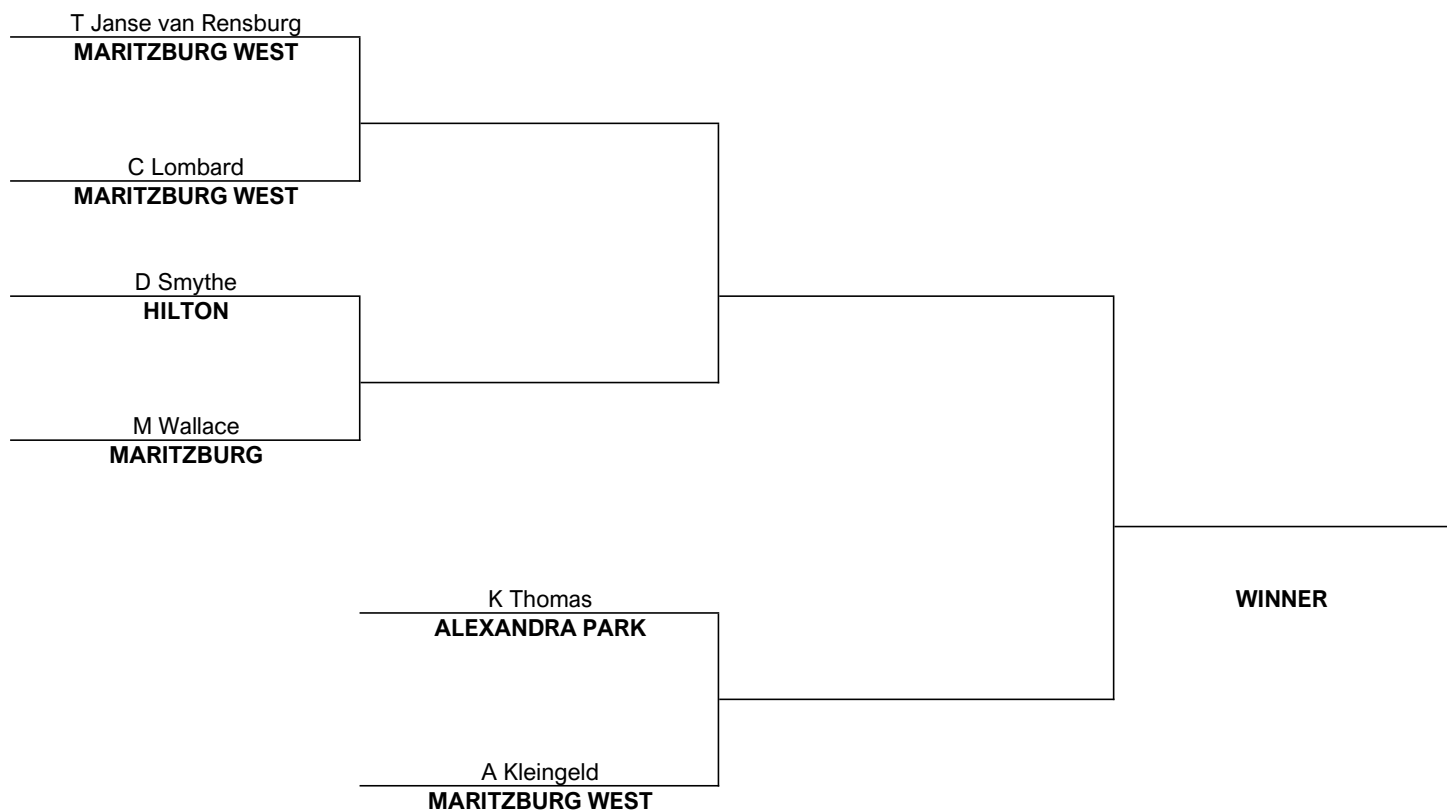 T Janse van Rensburg
MARITZBURG WEST
C Lombard
MARITZBURG WEST
D Smythe
HILTON
M Wallace
MARITZBURG
K Thomas
ALEXANDRA PARK
WINNER
A Kleingeld
MARITZBURG WEST